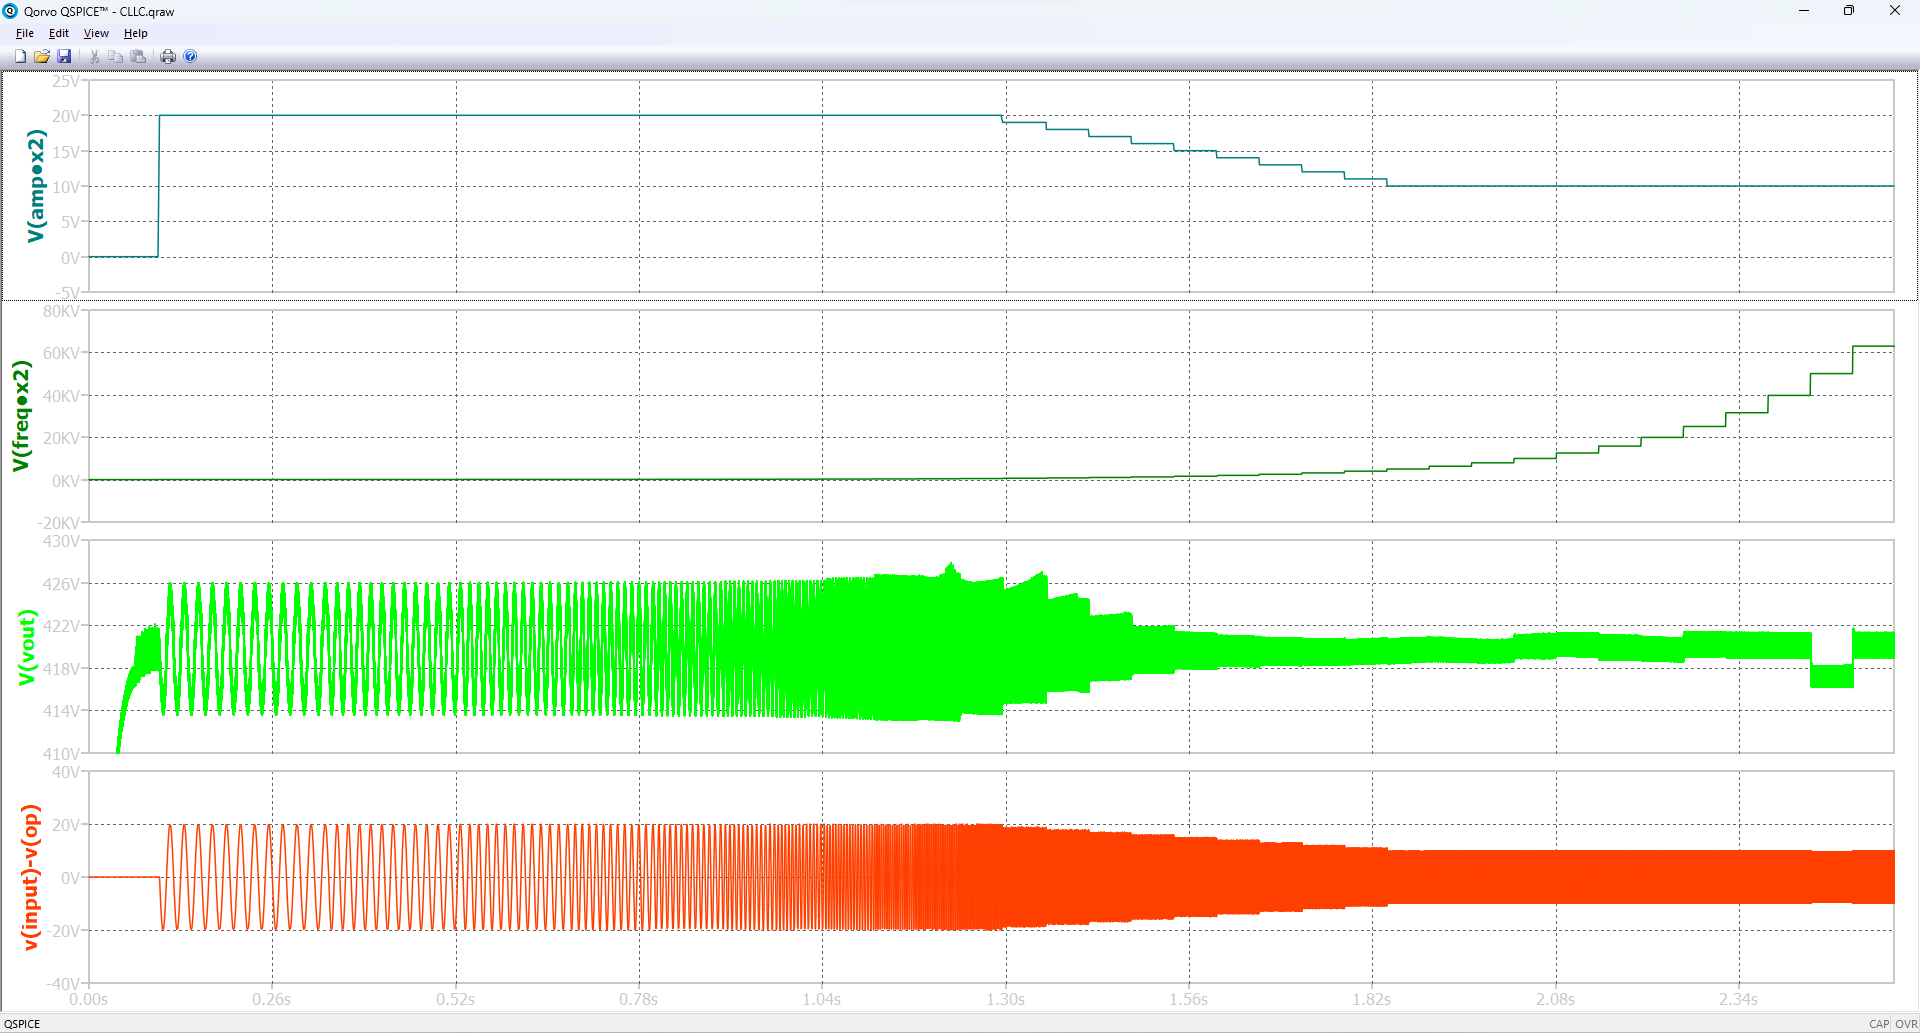 Qorvo QSPICE™ - CLLC.qraw
File Edit View Help
25V
20V
15V
10V
5V
0V
-5V
V(amp•x2)
80KV
60KV
40KV
20KV
0KV
-20KV
V(freq•x2)
430V
426V
422V
418V
414V
410V
V(vout)
40V
20V
0V
-20V
-40V
v(input)-v(op)
0.00s 0.26s 0.52s 0.78s 1.04s 1.30s 1.56s 1.82s 2.08s 2.34s
QSPICE CAP OVR